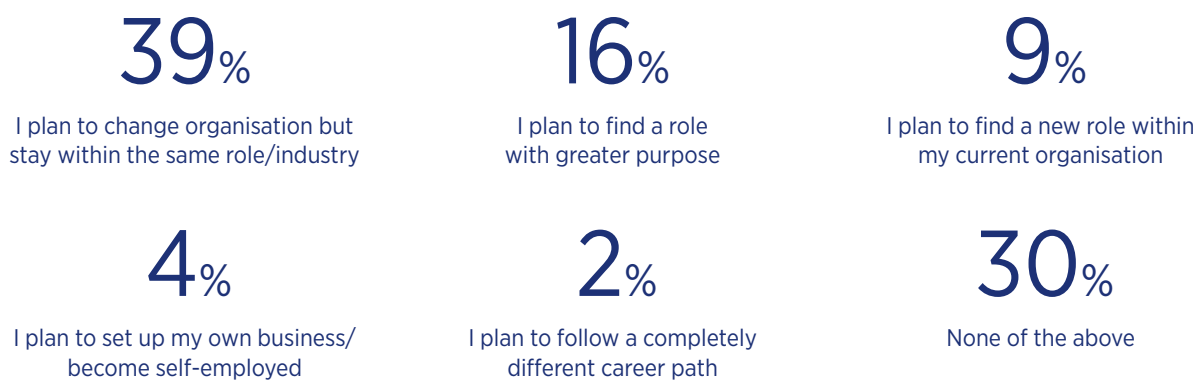 39%
I plan to change organisation but
stay within the same role/industry
16%
I plan to find a role
with greater purpose
9%
I plan to find a new role within
my current organisation
4%
I plan to set up my own business/
become self-employed
2%
I plan to follow a completely
different career path
30%
None of the above